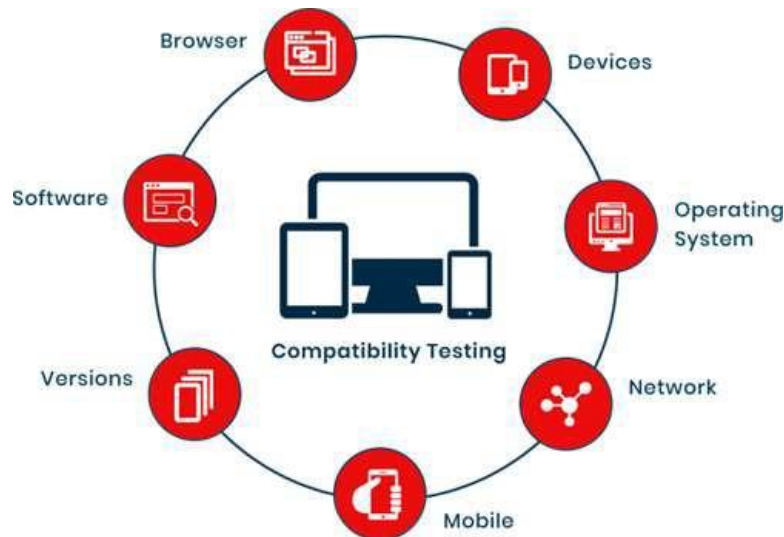 Browser
Devices
Software
Operating
System
Compatibility Testing
Versions
Network
Mobile